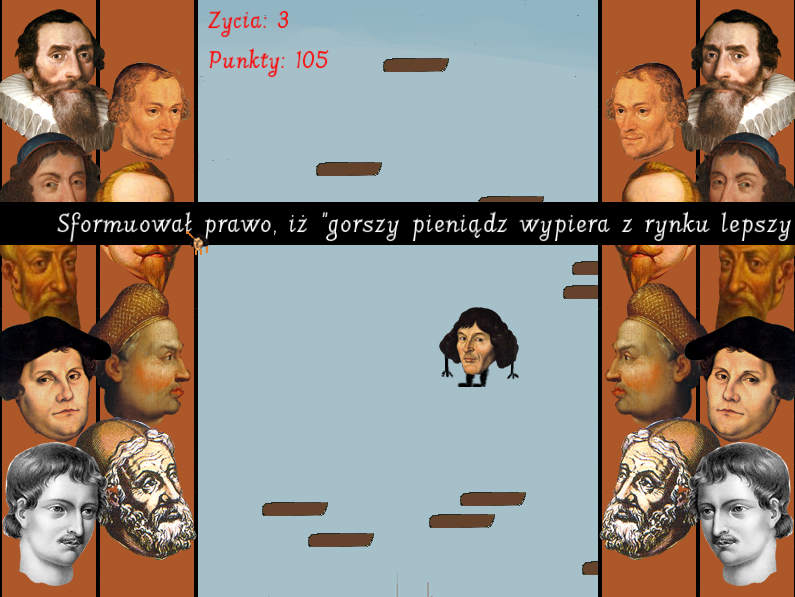 Zycia: 3
Punkty: 105
Sformuował prawo, iż "gorszy pieniądz wypiera z rynku lepszy